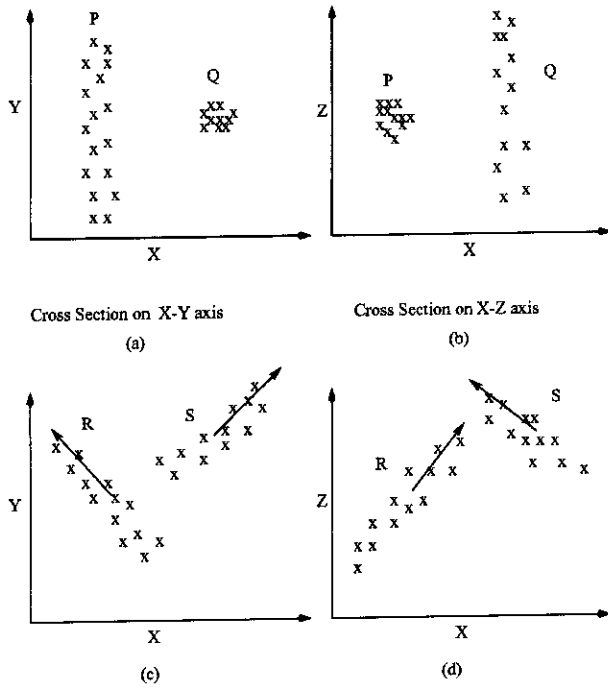 P
Q
Y
X
P
Q
Z
X
Cross Section on X-Y axis
(a)
Cross Section on X-Z axis
(b)
R
S
Y
X
(c)
R
S
Z
X
(d)